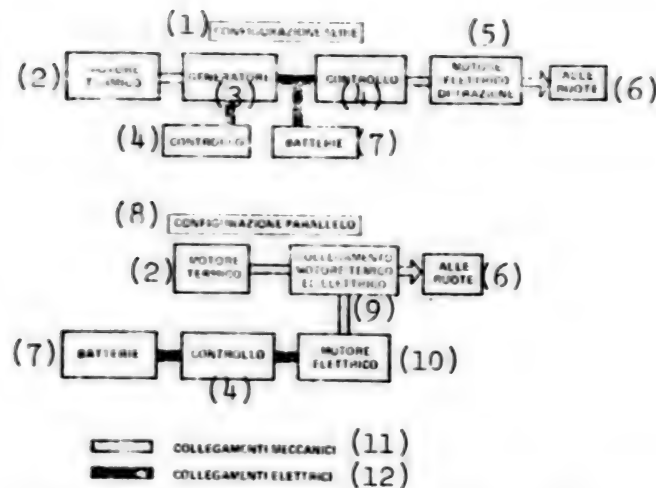 (1) CONFIGURAZIONE SERIE
(5)
(2) MOTORE TERMICO
GENERATORE (3)
CONTROLLO (4)
MOTORE ELETTRICO DI TRAZIONE
ALLE RUOTE (6)
(4) CONTROLLO
BATTERIE (7)
(8) CONFIGURAZIONE PARALLELO
(2) MOTORE TERMICO
COLLEGAMENTO MOTORE TERMICO ED ELETTRICO
ALLE RUOTE (6)
(9)
(7) BATTERIE
CONTROLLO
(4)
MOTORE ELETTRICO (10)
COLLEGAMENTI MECCANICI (11)
COLLEGAMENTI ELETTRICI (12)